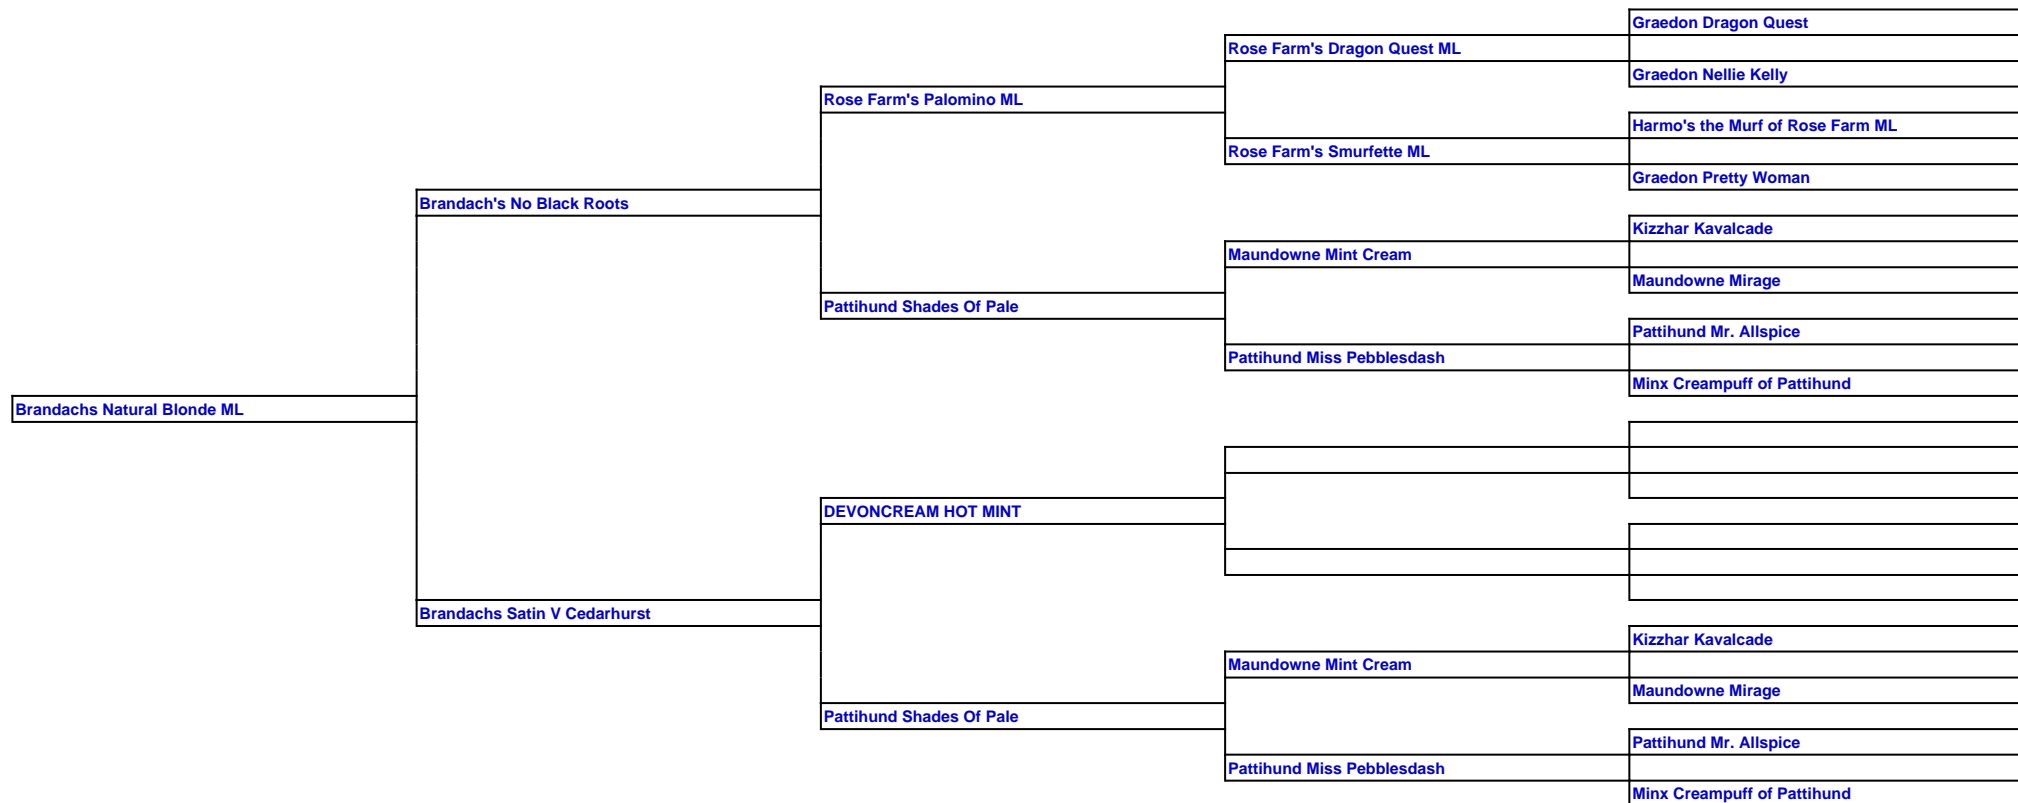 Graedon Dragon Quest
Rose Farm's Dragon Quest ML
Graedon Nellie Kelly
Rose Farm's Palomino ML
Harmo's the Murf of Rose Farm ML
Rose Farm's Smurfette ML
Graedon Pretty Woman
Brandach's No Black Roots
Kizzhar Kavalcade
Maundowne Mint Cream
Maundowne Mirage
Pattihund Shades Of Pale
Pattihund Mr. Allspice
Pattihund Miss Pebblesdash
Minx Creampuff of Pattihund
Brandachs Natural Blonde ML
DEVONCREAM HOT MINT
Brandachs Satin V Cedarhurst
Kizzhar Kavalcade
Maundowne Mint Cream
Maundowne Mirage
Pattihund Shades Of Pale
Pattihund Mr. Allspice
Pattihund Miss Pebblesdash
Minx Creampuff of Pattihund